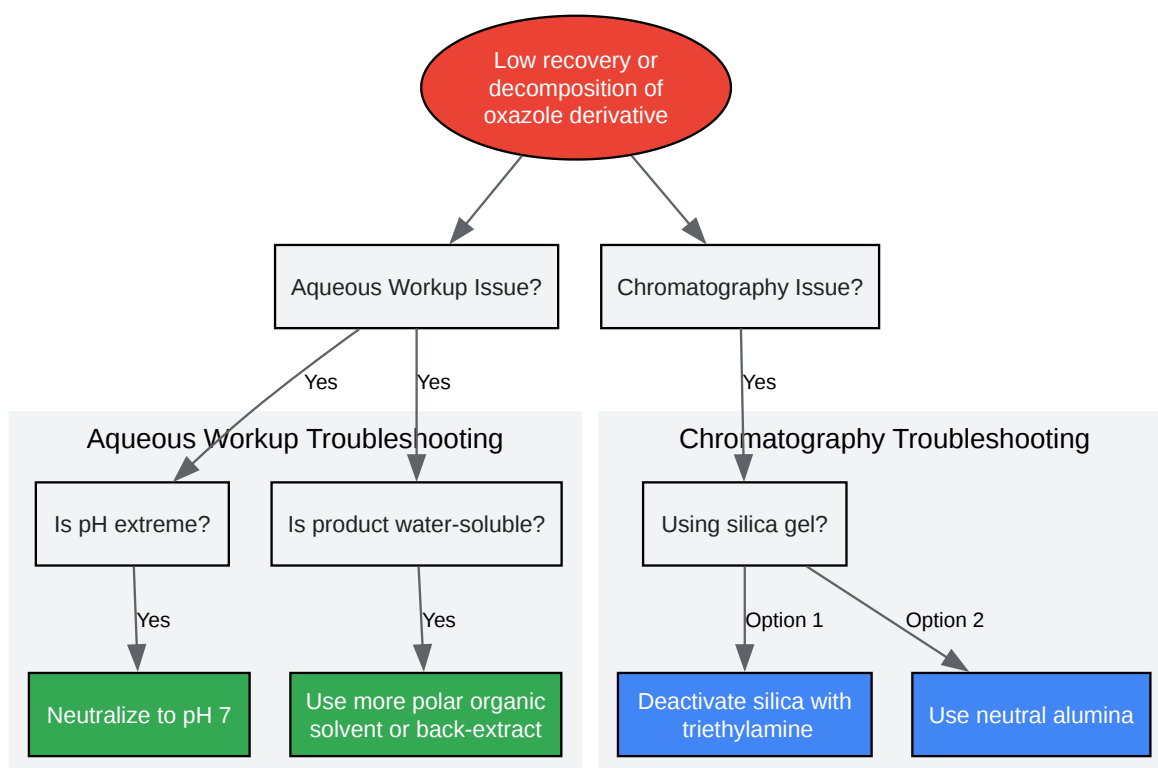 Low recovery or
decomposition of
oxazole derivative
Aqueous Workup Issue?
Chromatography Issue?
Yes
Yes
Yes
Aqueous Workup Troubleshooting
Chromatography Troubleshooting
Is pH extreme?
Is product water-soluble?
Using silica gel?
Yes
Yes
Option 1
Option 2
Neutralize to pH 7
Use more polar organic
solvent or back-extract
Deactivate silica with
triethylamine
Use neutral alumina